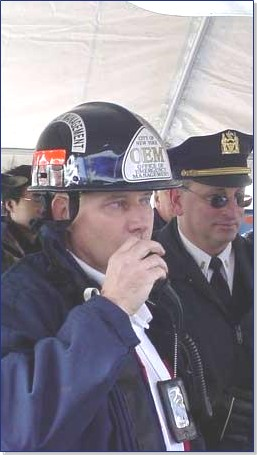 MANAGEMENT
CITY OF
NEW YORK
OEM
OFFICE OF
EMERGENCY
MANAGEMENT